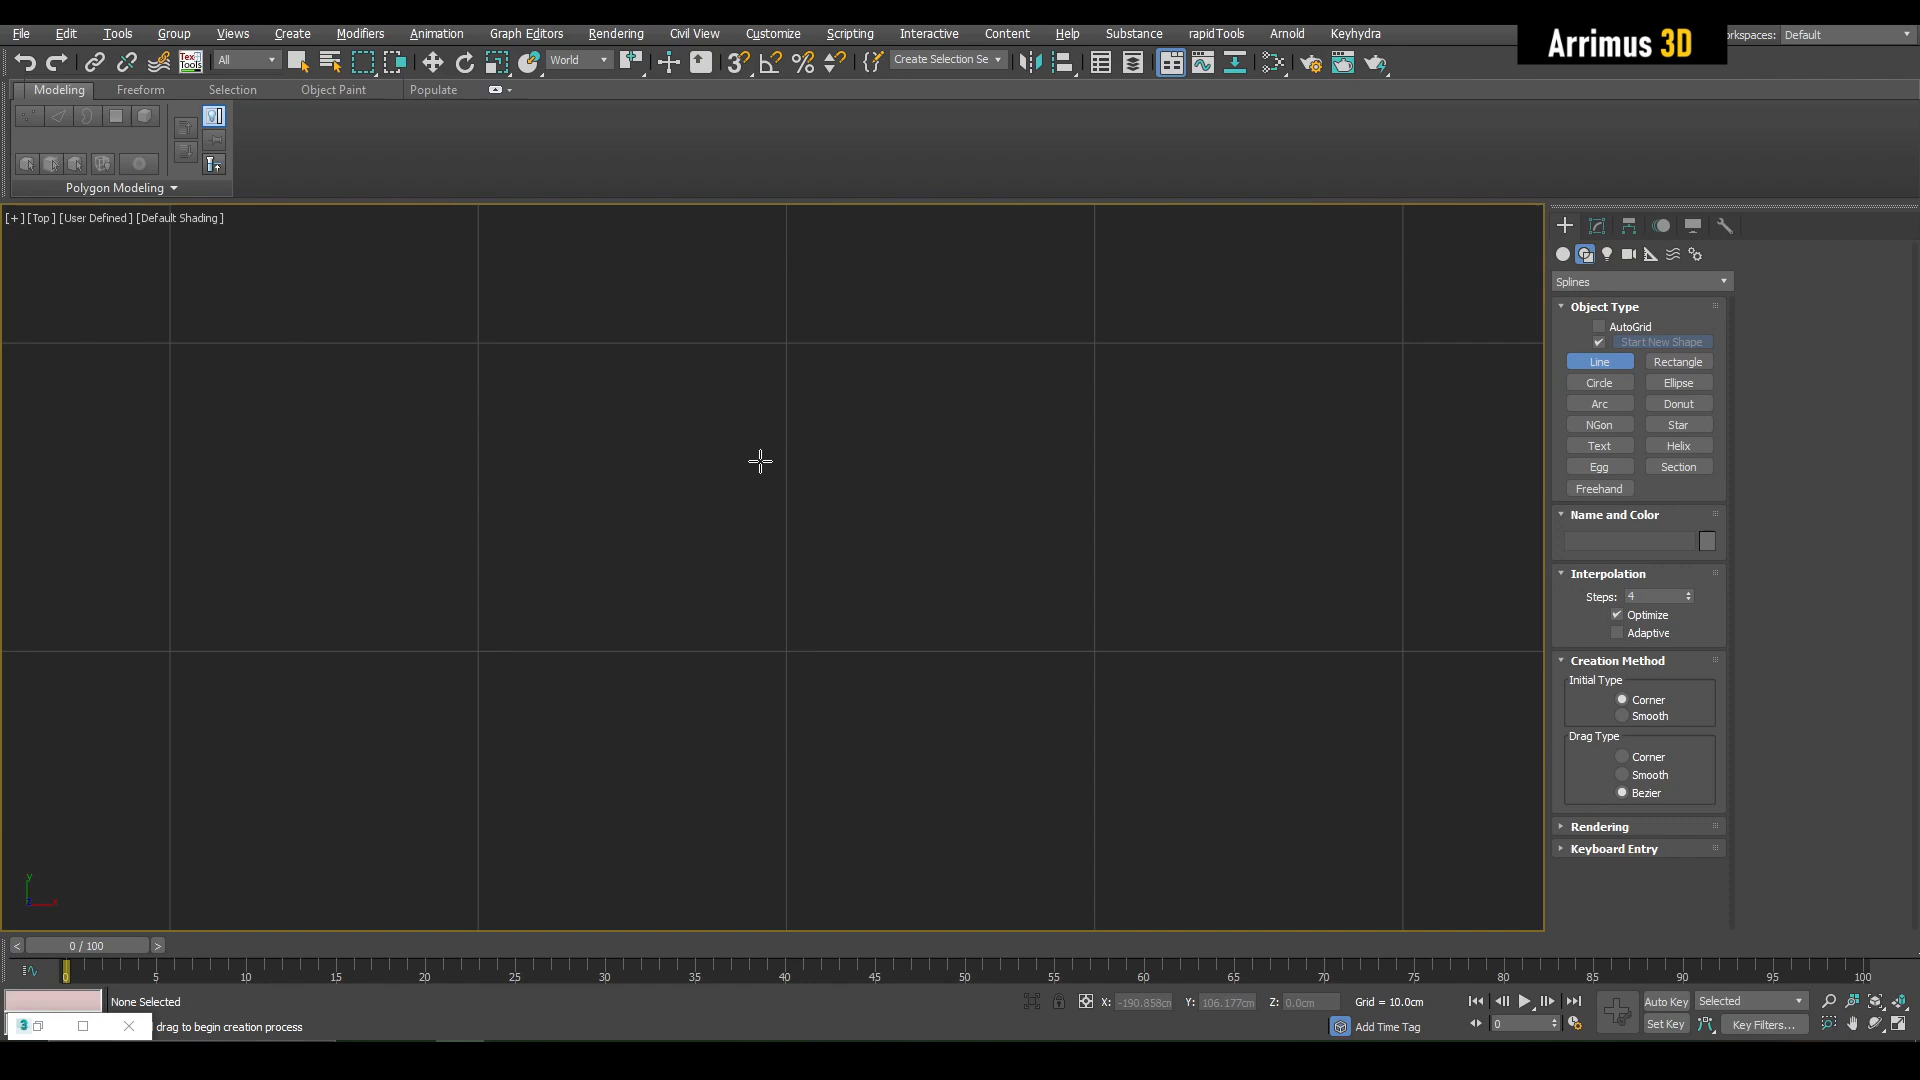 File Edit Tools Group Views Create Modifiers Animation Graph Editors Rendering Civil View Customize Scripting Interactive Content Help Substance rapidTools Arnold Keyhydra
Arrimus 3D
orkspaces: Default
All
World
Create Selection Se
Modeling Freeform Selection Object Paint Populate
Polygon Modeling
[+] [Top] [User Defined] [Default Shading]
Splines
Object Type
AutoGrid
Start New Shape
Line Rectangle
Circle Ellipse
Arc Donut
NGon Star
Text Helix
Egg Section
Freehand
Name and Color
Interpolation
Steps: 4
Optimize
Adaptive
Creation Method
Initial Type
Corner
Smooth
Drag Type
Corner
Smooth
Bezier
Rendering
Keyboard Entry
y
x
< 0 / 100 >
0 5 10 15 20 25 30 35 40 45 50 55 60 65 70 75 80 85 90 95 100
None Selected
X: -190.858cm Y: 106.177cm Z: 0.0cm Grid = 10.0cm
Auto Key Selected
3
drag to begin creation process
Add Time Tag
0
Set Key Key Filters...